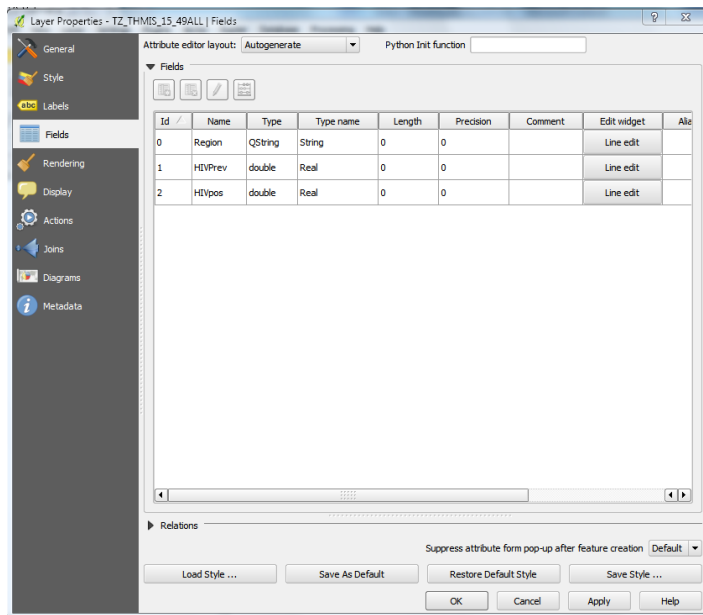 Layer Properties - TZ_THMIS_15_49ALL | Fields
General
Style
abc Labels
Fields
Rendering
Display
Actions
Joins
Diagrams
Metadata
Attribute editor layout: Autogenerate Python Init function
Fields
Id Name Type Type name Length Precision Comment Edit widget Alia
0 Region QString String 0 0 Line edit
1 HIVPrev double Real 0 0 Line edit
2 HIVpos double Real 0 0 Line edit
Relations
Suppress attribute form pop-up after feature creation Default
Load Style ... Save As Default Restore Default Style Save Style ...
OK Cancel Apply Help